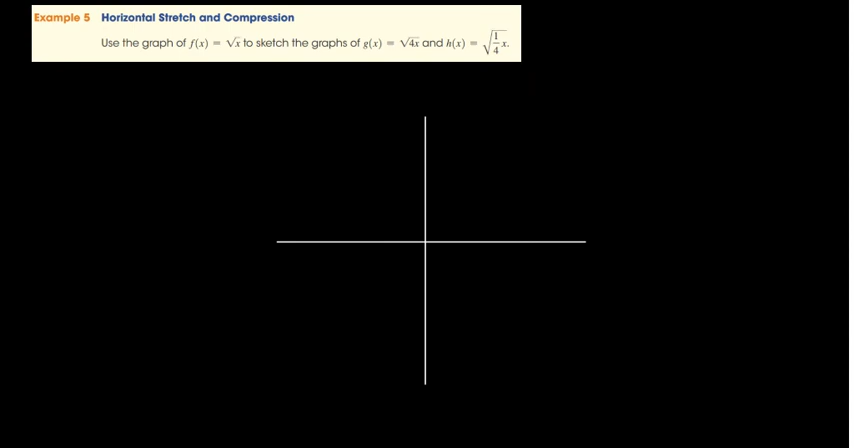 Example 5 Horizontal Stretch and Compression
Use the graph of f(x) = √x to sketch the graphs of g(x) = √4x and h(x) = √1/4 x.